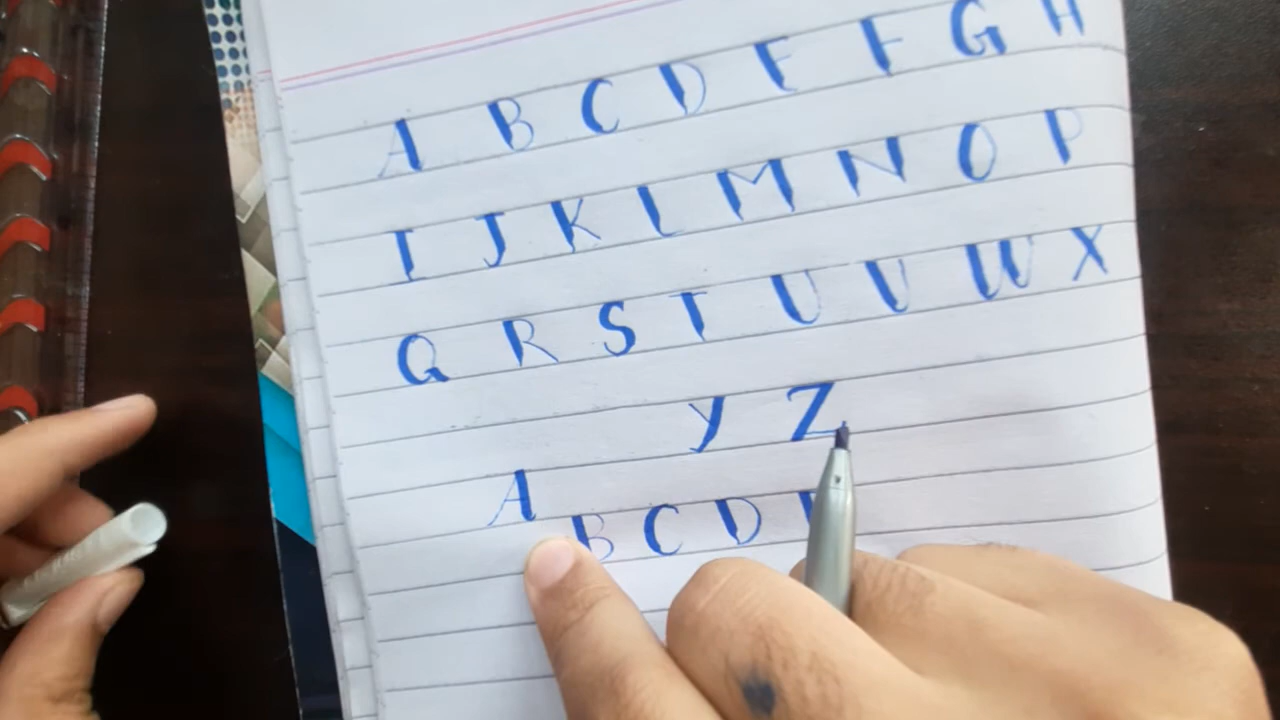 A B C D E F G H
I J K L M N O P
Q R S T U V W X
Y Z
A B C D